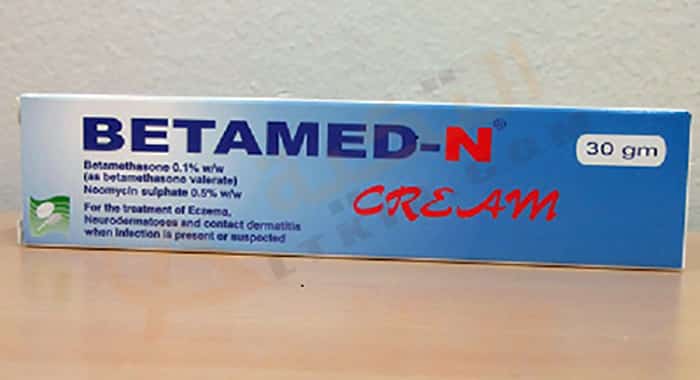 BETAMED-N®
30 gm
Betamethasone 0.1% w/w
(as betamethasone valerate)
Neomycin sulphate 0.5% w/w
CREAM
For the treatment of Eczema,
Neurodermatoses and contact dermatitis
when infection is present or suspected